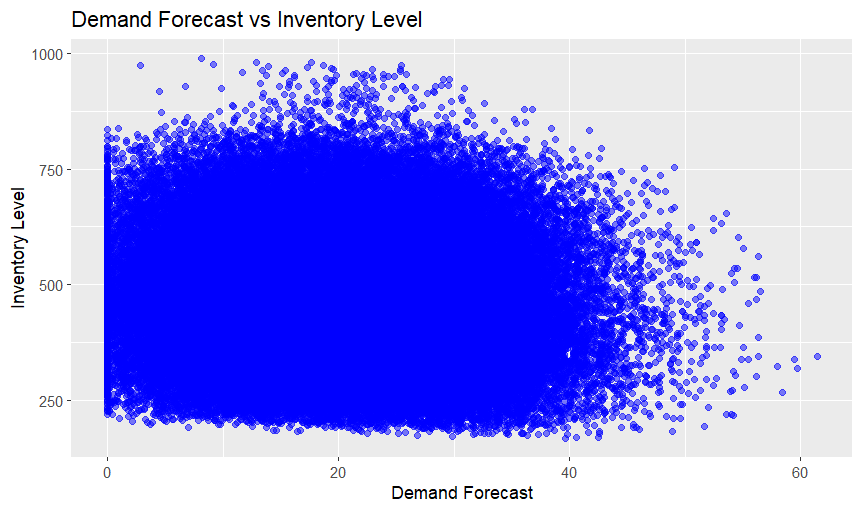 Demand Forecast vs Inventory Level
1000
750
500
250
Inventory Level
0 20 40 60
Demand Forecast